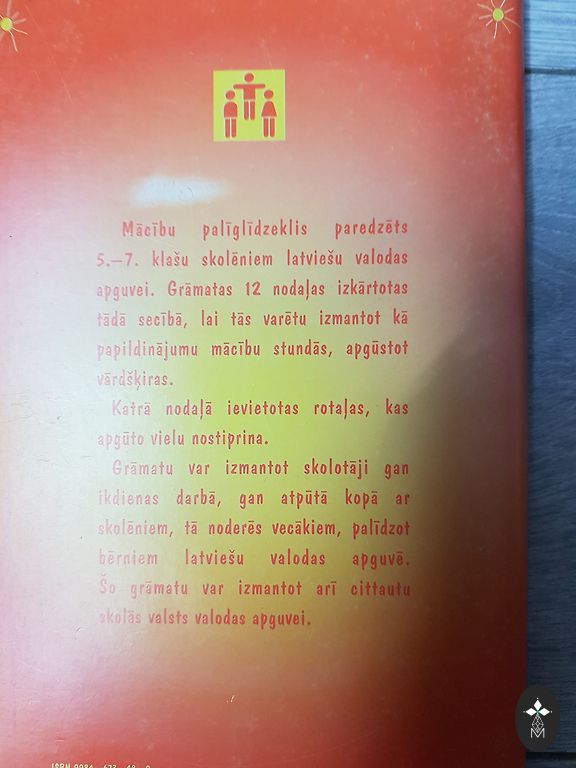 Mācību palīglīdzeklis paredzēts
5.–7. klašu skolēniem latviešu valodas
apguvei. Grāmatas 12 nodaļas izkārtotas
tādā secībā, lai tās varētu izmantot kā
papildinājumu mācību stundās, apgūstot
vārdšķiras.
Katrā nodaļā ievietotas rotaļas, kas
apgūto vielu nostiprina.
Grāmatu var izmantot skolotāji gan
ikdienas darbā, gan atpūtā kopā ar
skolēniem, tā noderēs vecākiem, palīdzot
bērniem latviešu valodas apguvē.
Šo grāmatu var izmantot arī cittautu
skolās valsts valodas apguvei.
ISBN 9984